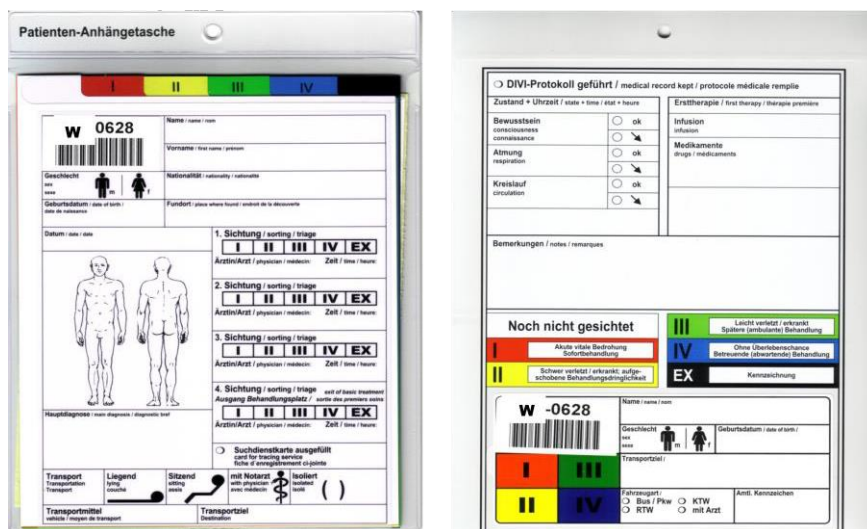 Patienten-Anhängetasche
I II III IV
W 0628
Name / name / nom
Vorname / first name / prénom
Geschlecht
sex
sexe
m f
Nationalität / nationality / nationalité
Geburtsdatum / date of birth /
date de naissance
Fundort / place where found / endroit de la découverte
Datum / date / date
1. Sichtung / sorting / triage
I II III IV EX
Ärztin/Arzt / physician / médecin: Zeit / time / heure:
2. Sichtung / sorting / triage
I II III IV EX
Ärztin/Arzt / physician / médecin: Zeit / time / heure:
3. Sichtung / sorting / triage
I II III IV EX
Ärztin/Arzt / physician / médecin: Zeit / time / heure:
4. Sichtung / sorting / triage exit of basic treatment
Ausgang Behandlungsplatz / sortie des premiers soins
I II III IV EX
Ärztin/Arzt / physician / médecin: Zeit / time / heure:
Hauptdiagnose / main diagnosis / diagnostic bref
Suchdienstkarte ausgefüllt
card for tracing service
fiche d'enregistrement ci-jointe
Transport
Transportation
Transport
Liegend
lying
couché
Sitzend
sitting
assis
mit Notarzt
with physician
avec médecin
Isoliert
isolated
isolé
( )
Transportmittel
vehicle / moyen de transport
Transportziel
Destination
DIVI-Protokoll geführt / medical record kept / protocole médicale remplie
Zustand + Uhrzeit / state + time / état + heure
Ersttherapie / first therapy / thérapie première
Bewusstsein
consciousness
connaissance
ok
Atmung
respiration
ok
Kreislauf
circulation
ok
Infusion
infusion
Medikamente
drugs / médicaments
Bemerkungen / notes / remarques
Noch nicht gesichtet
I Akute vitale Bedrohung
Sofortbehandlung
II Schwer verletzt / erkrankt; aufge-
schobene Behandlungsdringlichkeit
III Leicht verletzt / erkrankt
Spätere (ambulante) Behandlung
IV Ohne Überlebenschance
Betreuende (abwartende) Behandlung
EX Kennzeichnung
W -0628
Name / name / nom
Geschlecht
sex
sexe
m f
Geburtsdatum / date of birth /
Transportziel /
I III
II IV
Fahrzeugart /
Bus / Pkw KTW
RTW mit Arzt
Amtl. Kennzeichen